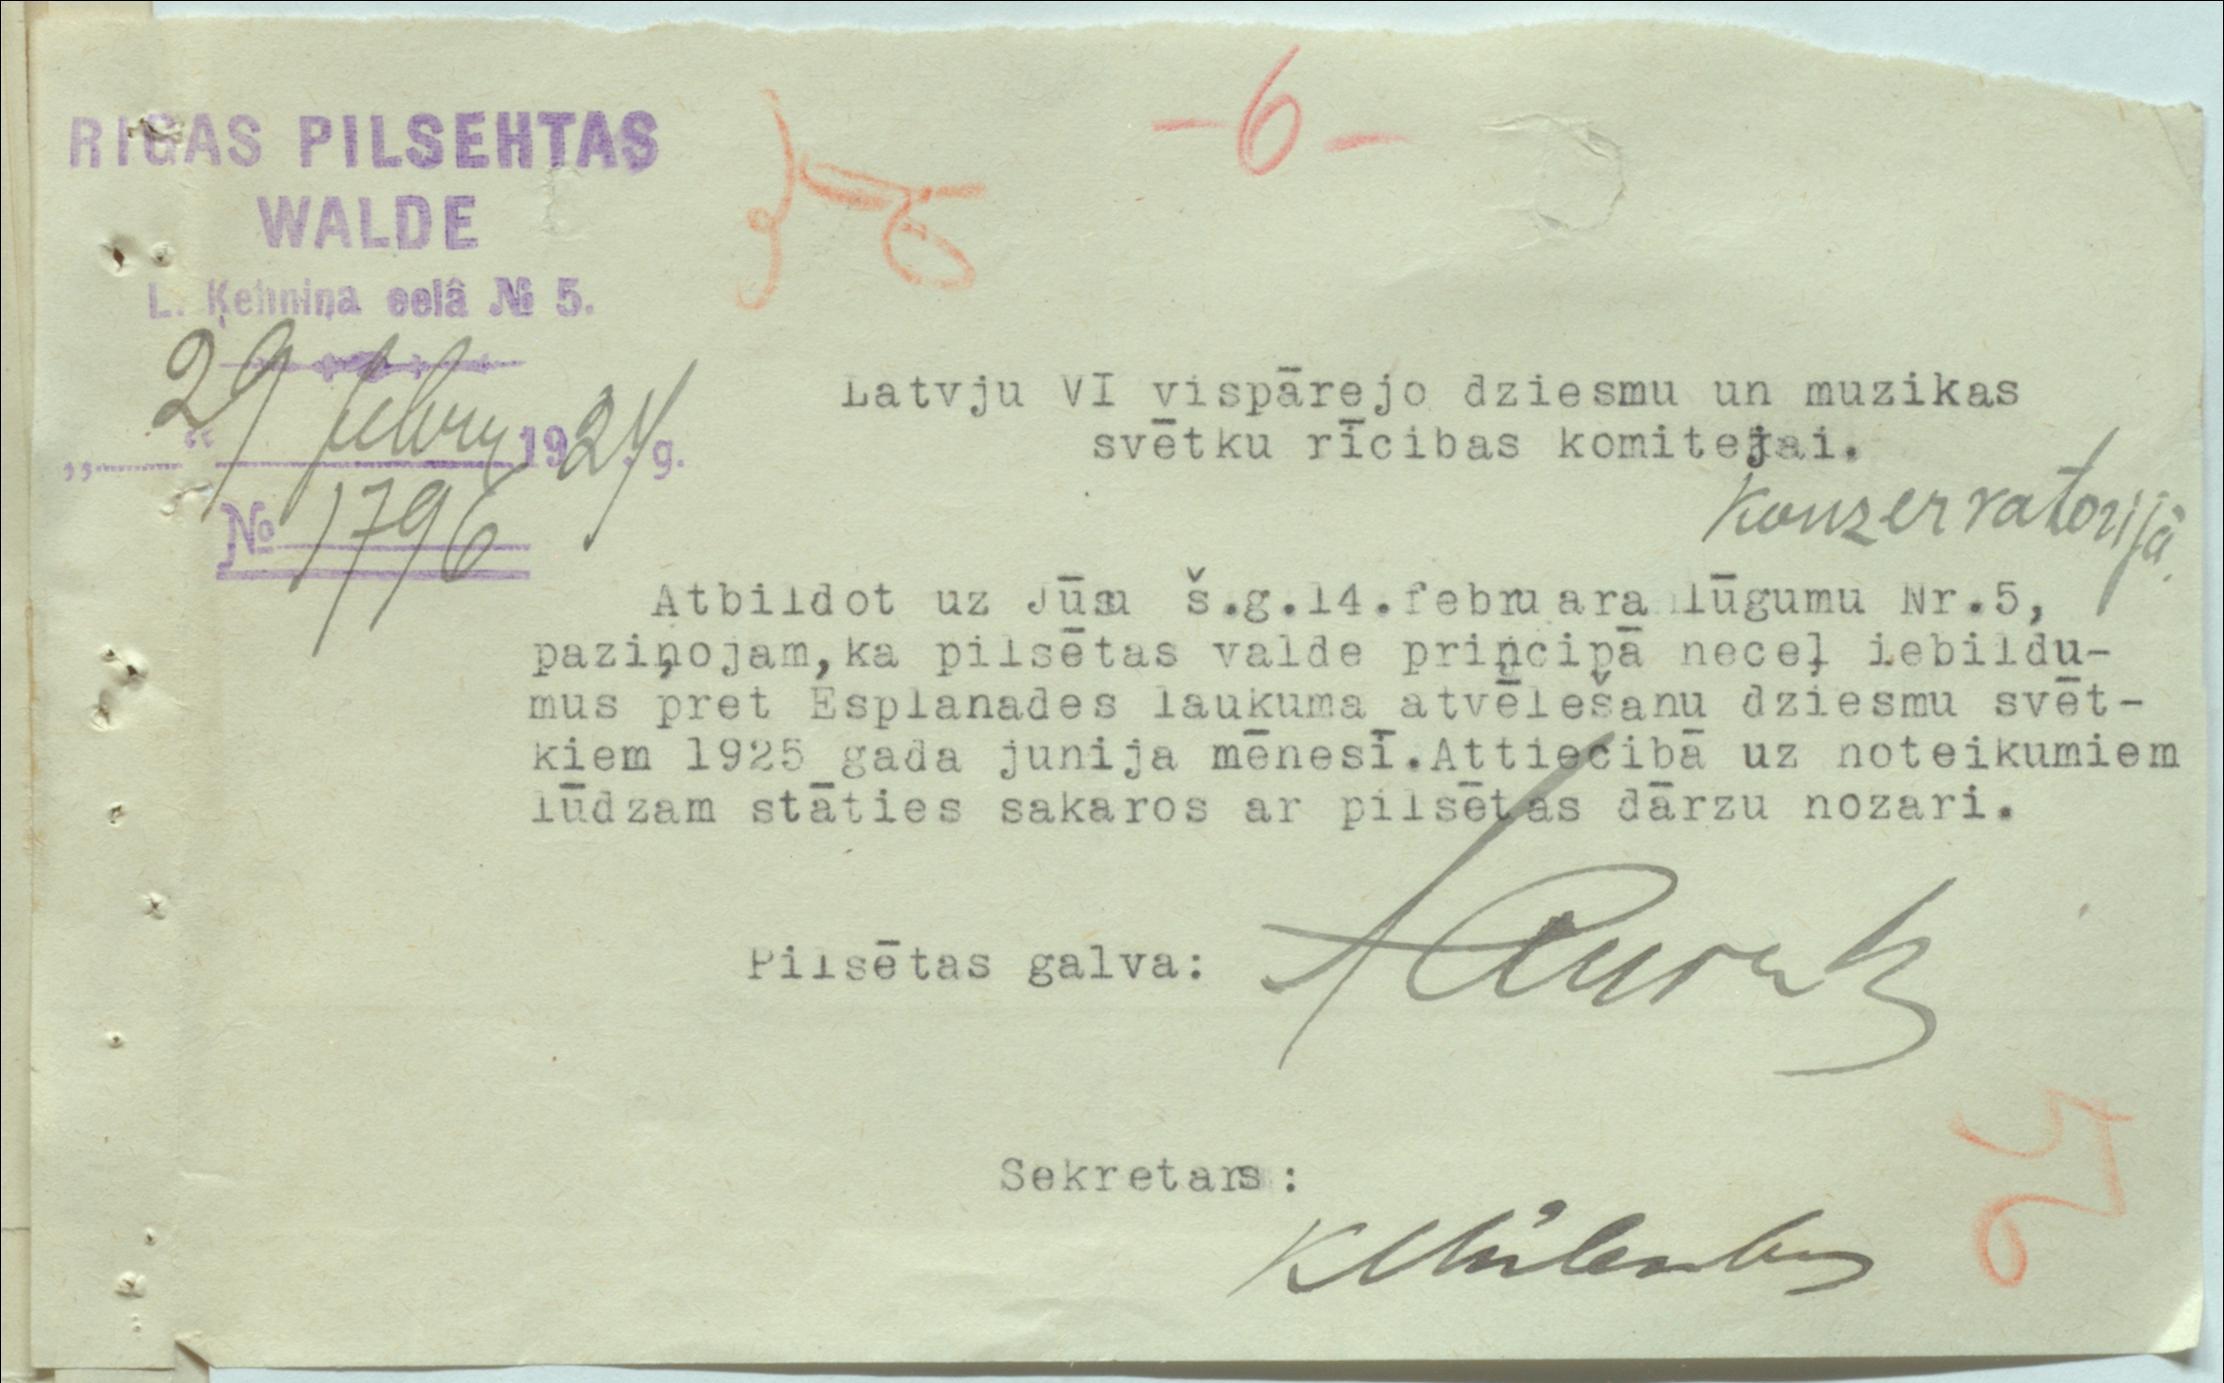 RIGAS PILSEHTAS
WALDE
L. Ķehniņa eelâ № 5.
29 febru 1924 g.
№ 1796
- 6 -
Latvju VI vispārejo dziesmu un muzikas
svētku rīcibas komitejai.
Konzervatorijā.
Atbildot uz Jūsu š.g.14.februara lūgumu Nr.5,
paziņojam,ka pilsētas valde priņcipā neceļ iebildu-
mus pret Esplanades laukuma atvēlešanu dziesmu svēt-
kiem 1925 gada junija mēnesī.Attiecibā uz noteikumiem
lūdzam stāties sakaros ar pilsētas dārzu nozari.
Pilsētas galva:
Sekretars: